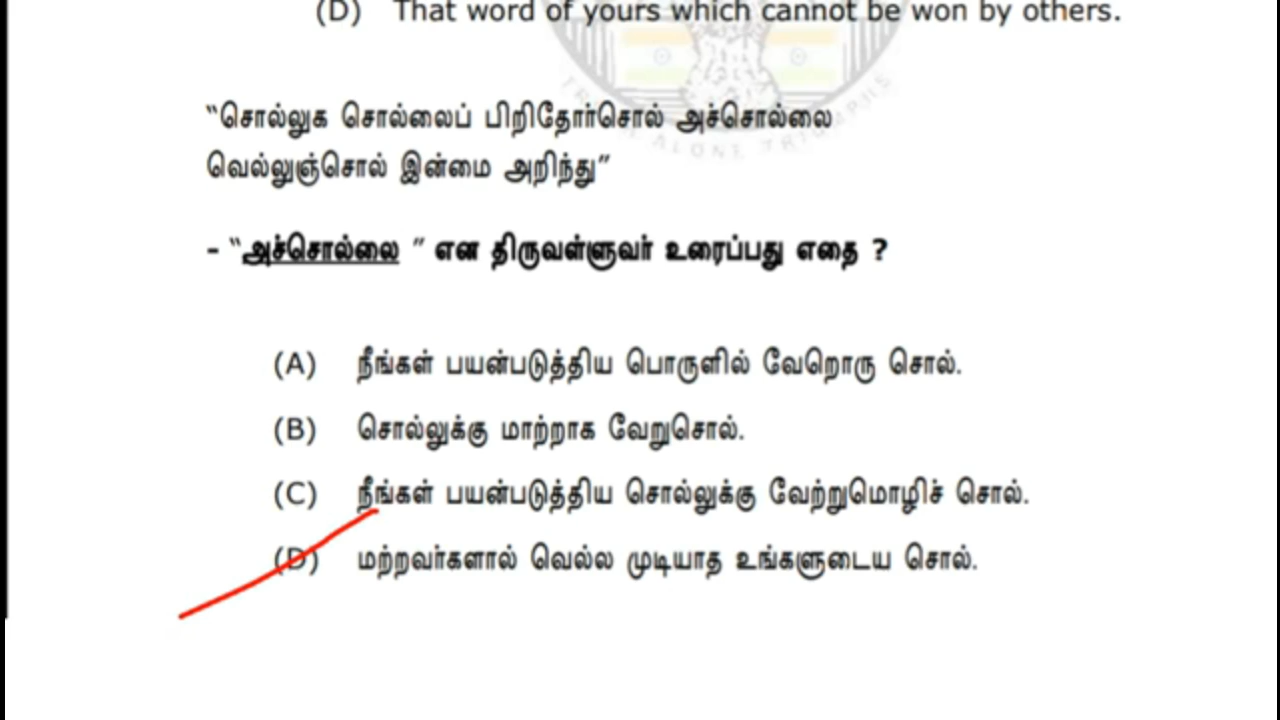 (D) That word of yours which cannot be won by others.
“சொல்லுக சொல்லைப் பிறிதோர்சொல் அச்சொல்லை
வெல்லுஞ்சொல் இன்மை அறிந்து”
– “அச்சொல்லை ” என திருவள்ளுவர் உரைப்பது எதை ?
(A) நீங்கள் பயன்படுத்திய பொருளில் வேறொரு சொல்.
(B) சொல்லுக்கு மாற்றாக வேறுசொல்.
(C) நீங்கள் பயன்படுத்திய சொல்லுக்கு வேற்றுமொழிச் சொல்.
(D) மற்றவர்களால் வெல்ல முடியாத உங்களுடைய சொல்.
ALONE